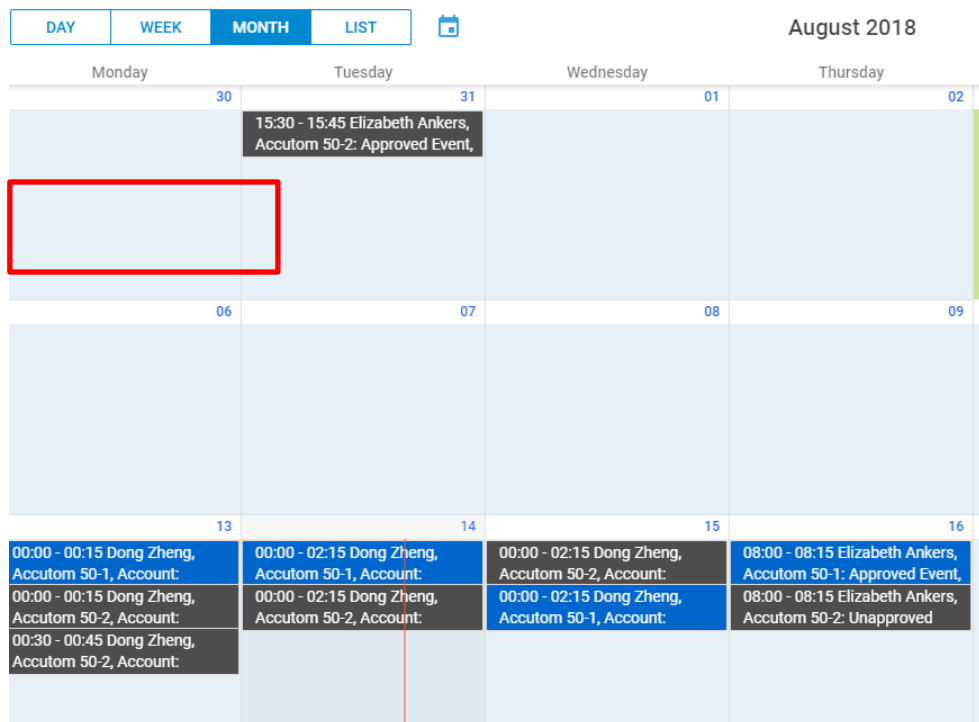 DAY WEEK MONTH LIST August 2018
Monday Tuesday Wednesday Thursday
30 31 01 02
15:30 - 15:45 Elizabeth Ankers,
Accutom 50-2: Approved Event,
06 07 08 09
13 14 15 16
00:00 - 00:15 Dong Zheng,
Accutom 50-1, Account:
00:00 - 00:15 Dong Zheng,
Accutom 50-2, Account:
00:30 - 00:45 Dong Zheng,
Accutom 50-2, Account:
00:00 - 02:15 Dong Zheng,
Accutom 50-1, Account:
00:00 - 02:15 Dong Zheng,
Accutom 50-2, Account:
00:00 - 02:15 Dong Zheng,
Accutom 50-2, Account:
00:00 - 02:15 Dong Zheng,
Accutom 50-1, Account:
08:00 - 08:15 Elizabeth Ankers,
Accutom 50-1: Approved Event,
08:00 - 08:15 Elizabeth Ankers,
Accutom 50-2: Unapproved